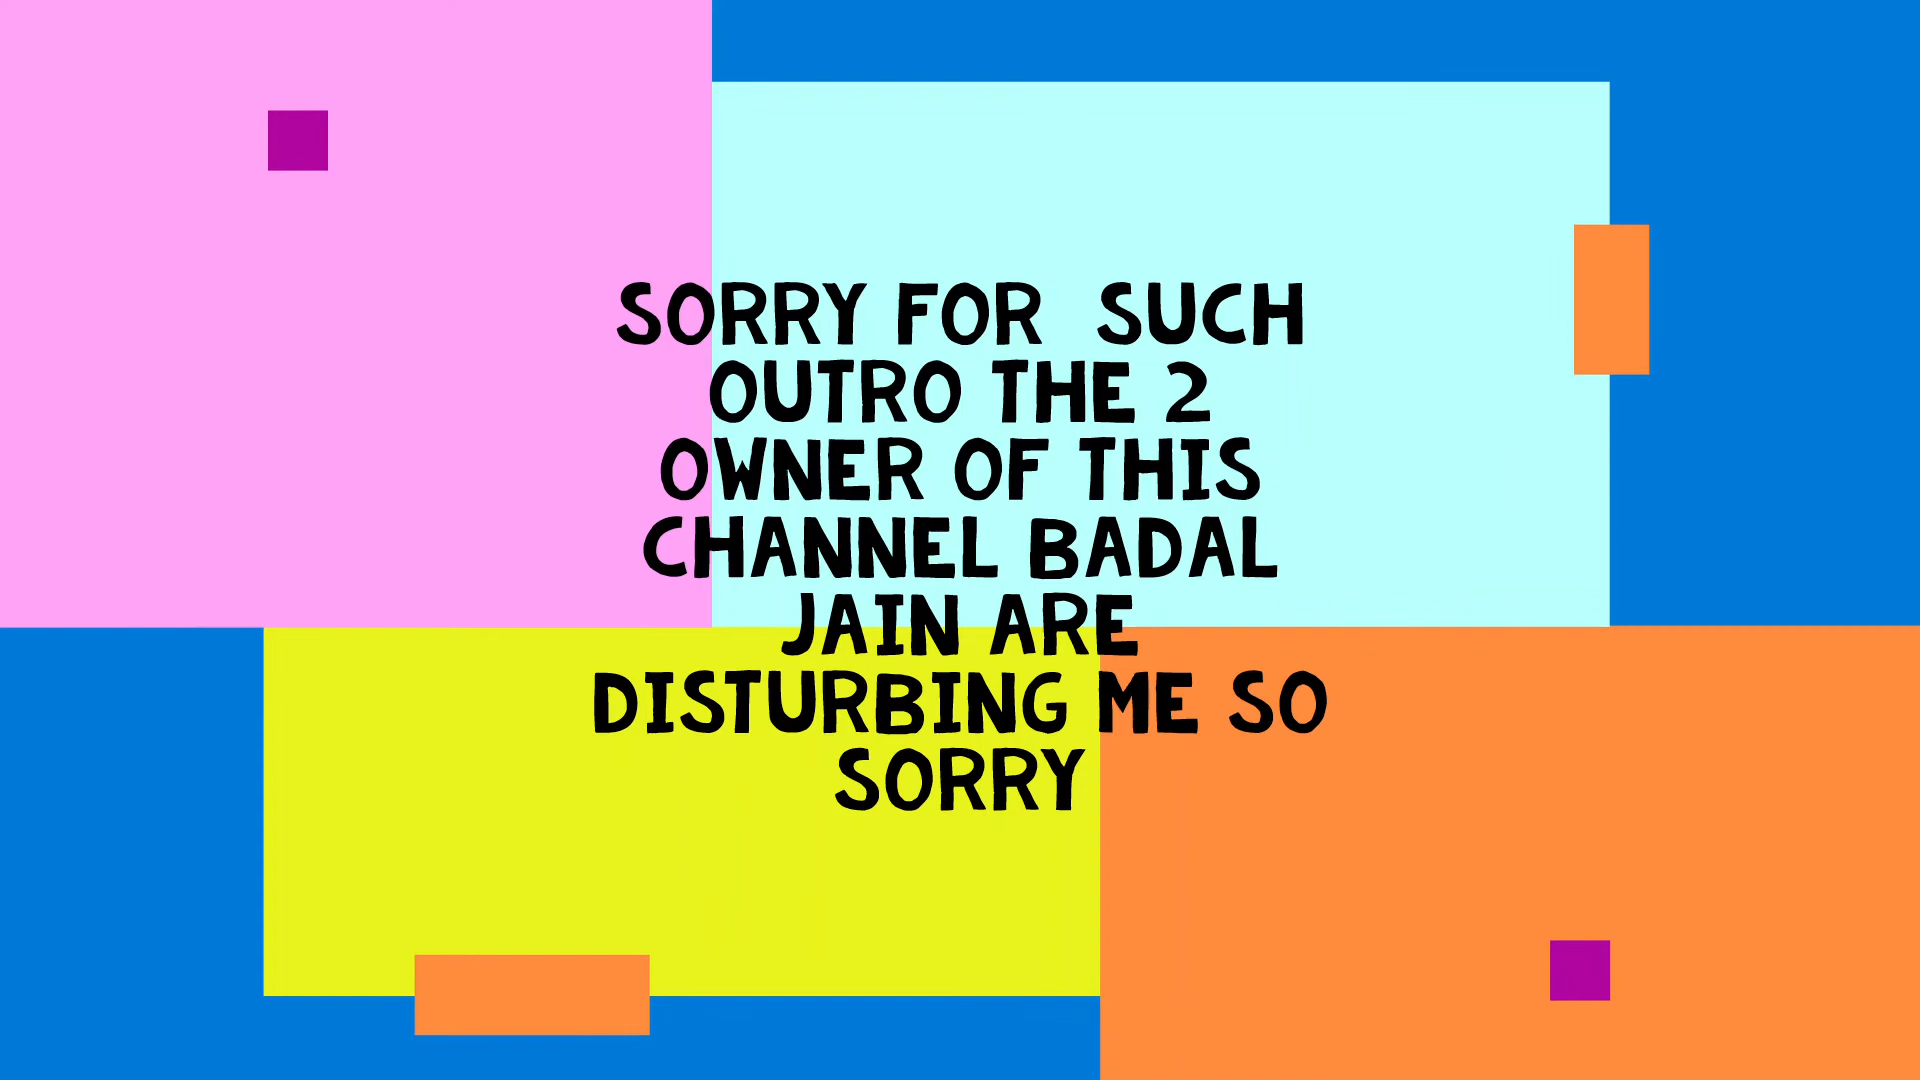 SORRY FOR  SUCH
OUTRO THE 2
OWNER OF THIS
CHANNEL BADAL
JAIN ARE
DISTURBING ME SO
SORRY